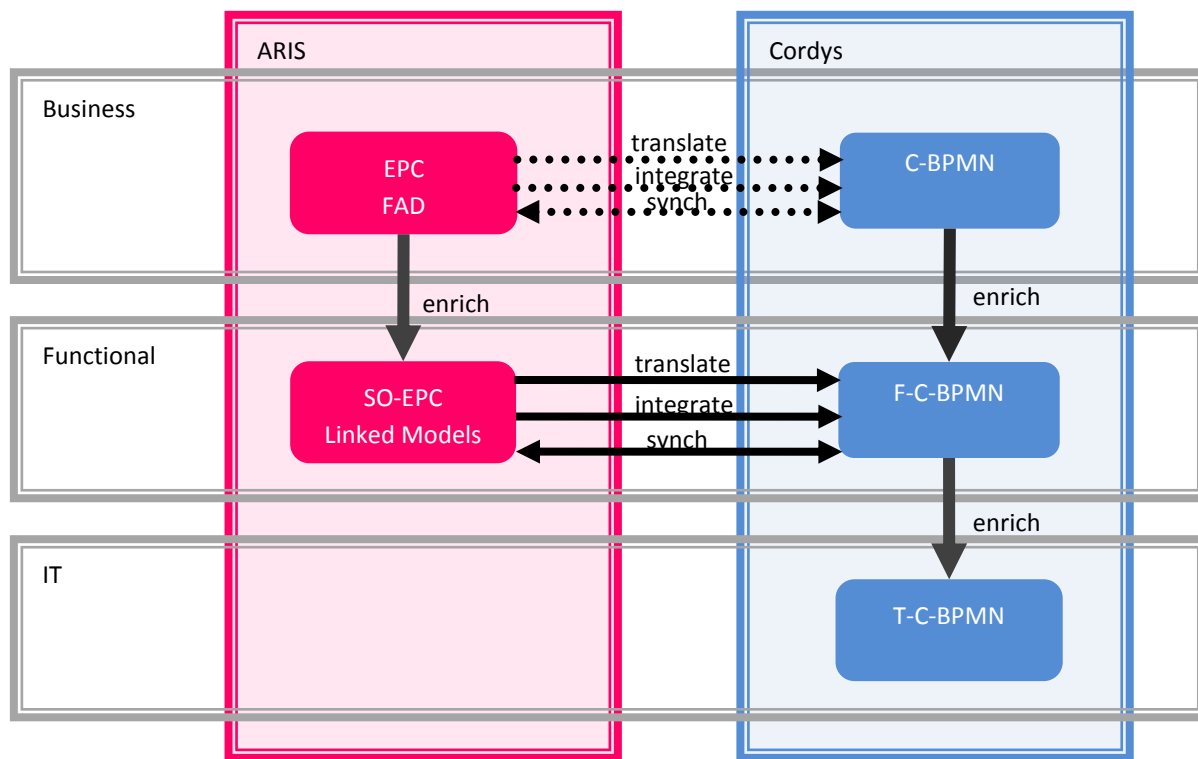 ARIS
Cordys
Business
EPC
FAD
translate
integrate
synch
C-BPMN
enrich
enrich
Functional
SO-EPC
Linked Models
translate
integrate
synch
F-C-BPMN
enrich
IT
T-C-BPMN